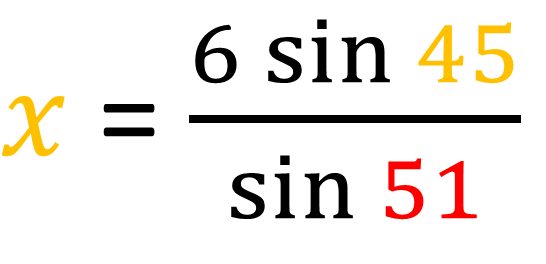 x = 6 sin 45
sin 51